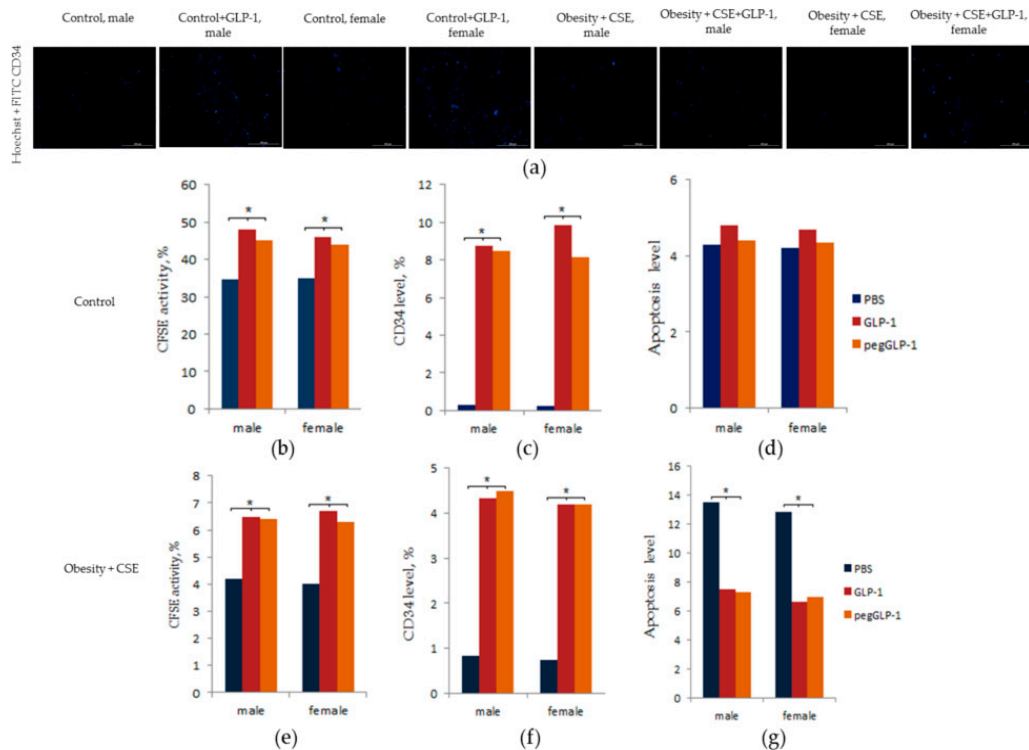 Control, male
Control+GLP-1, male
Control, female
Control+GLP-1, female
Obesity + CSE, male
Obesity + CSE+GLP-1, male
Obesity + CSE, female
Obesity + CSE+GLP-1, female
Hoechst + FITC CD34
(a)
Control
CFSE activity, %
60
50
40
30
20
10
0
*
*
male
female
(b)
CD34 level, %
12
10
8
6
4
2
0
*
*
male
female
(c)
Apoptosis level
6
4
2
0
male
female
(d)
PBS
GLP-1
pegGLP-1
Obesity + CSE
CFSE activity, %
8
7
6
5
4
3
2
1
0
*
*
male
female
(e)
CD34 level, %
5
4
3
2
1
0
*
*
male
female
(f)
Apoptosis level
16
14
12
10
8
6
4
2
0
*
*
male
female
(g)
PBS
GLP-1
pegGLP-1